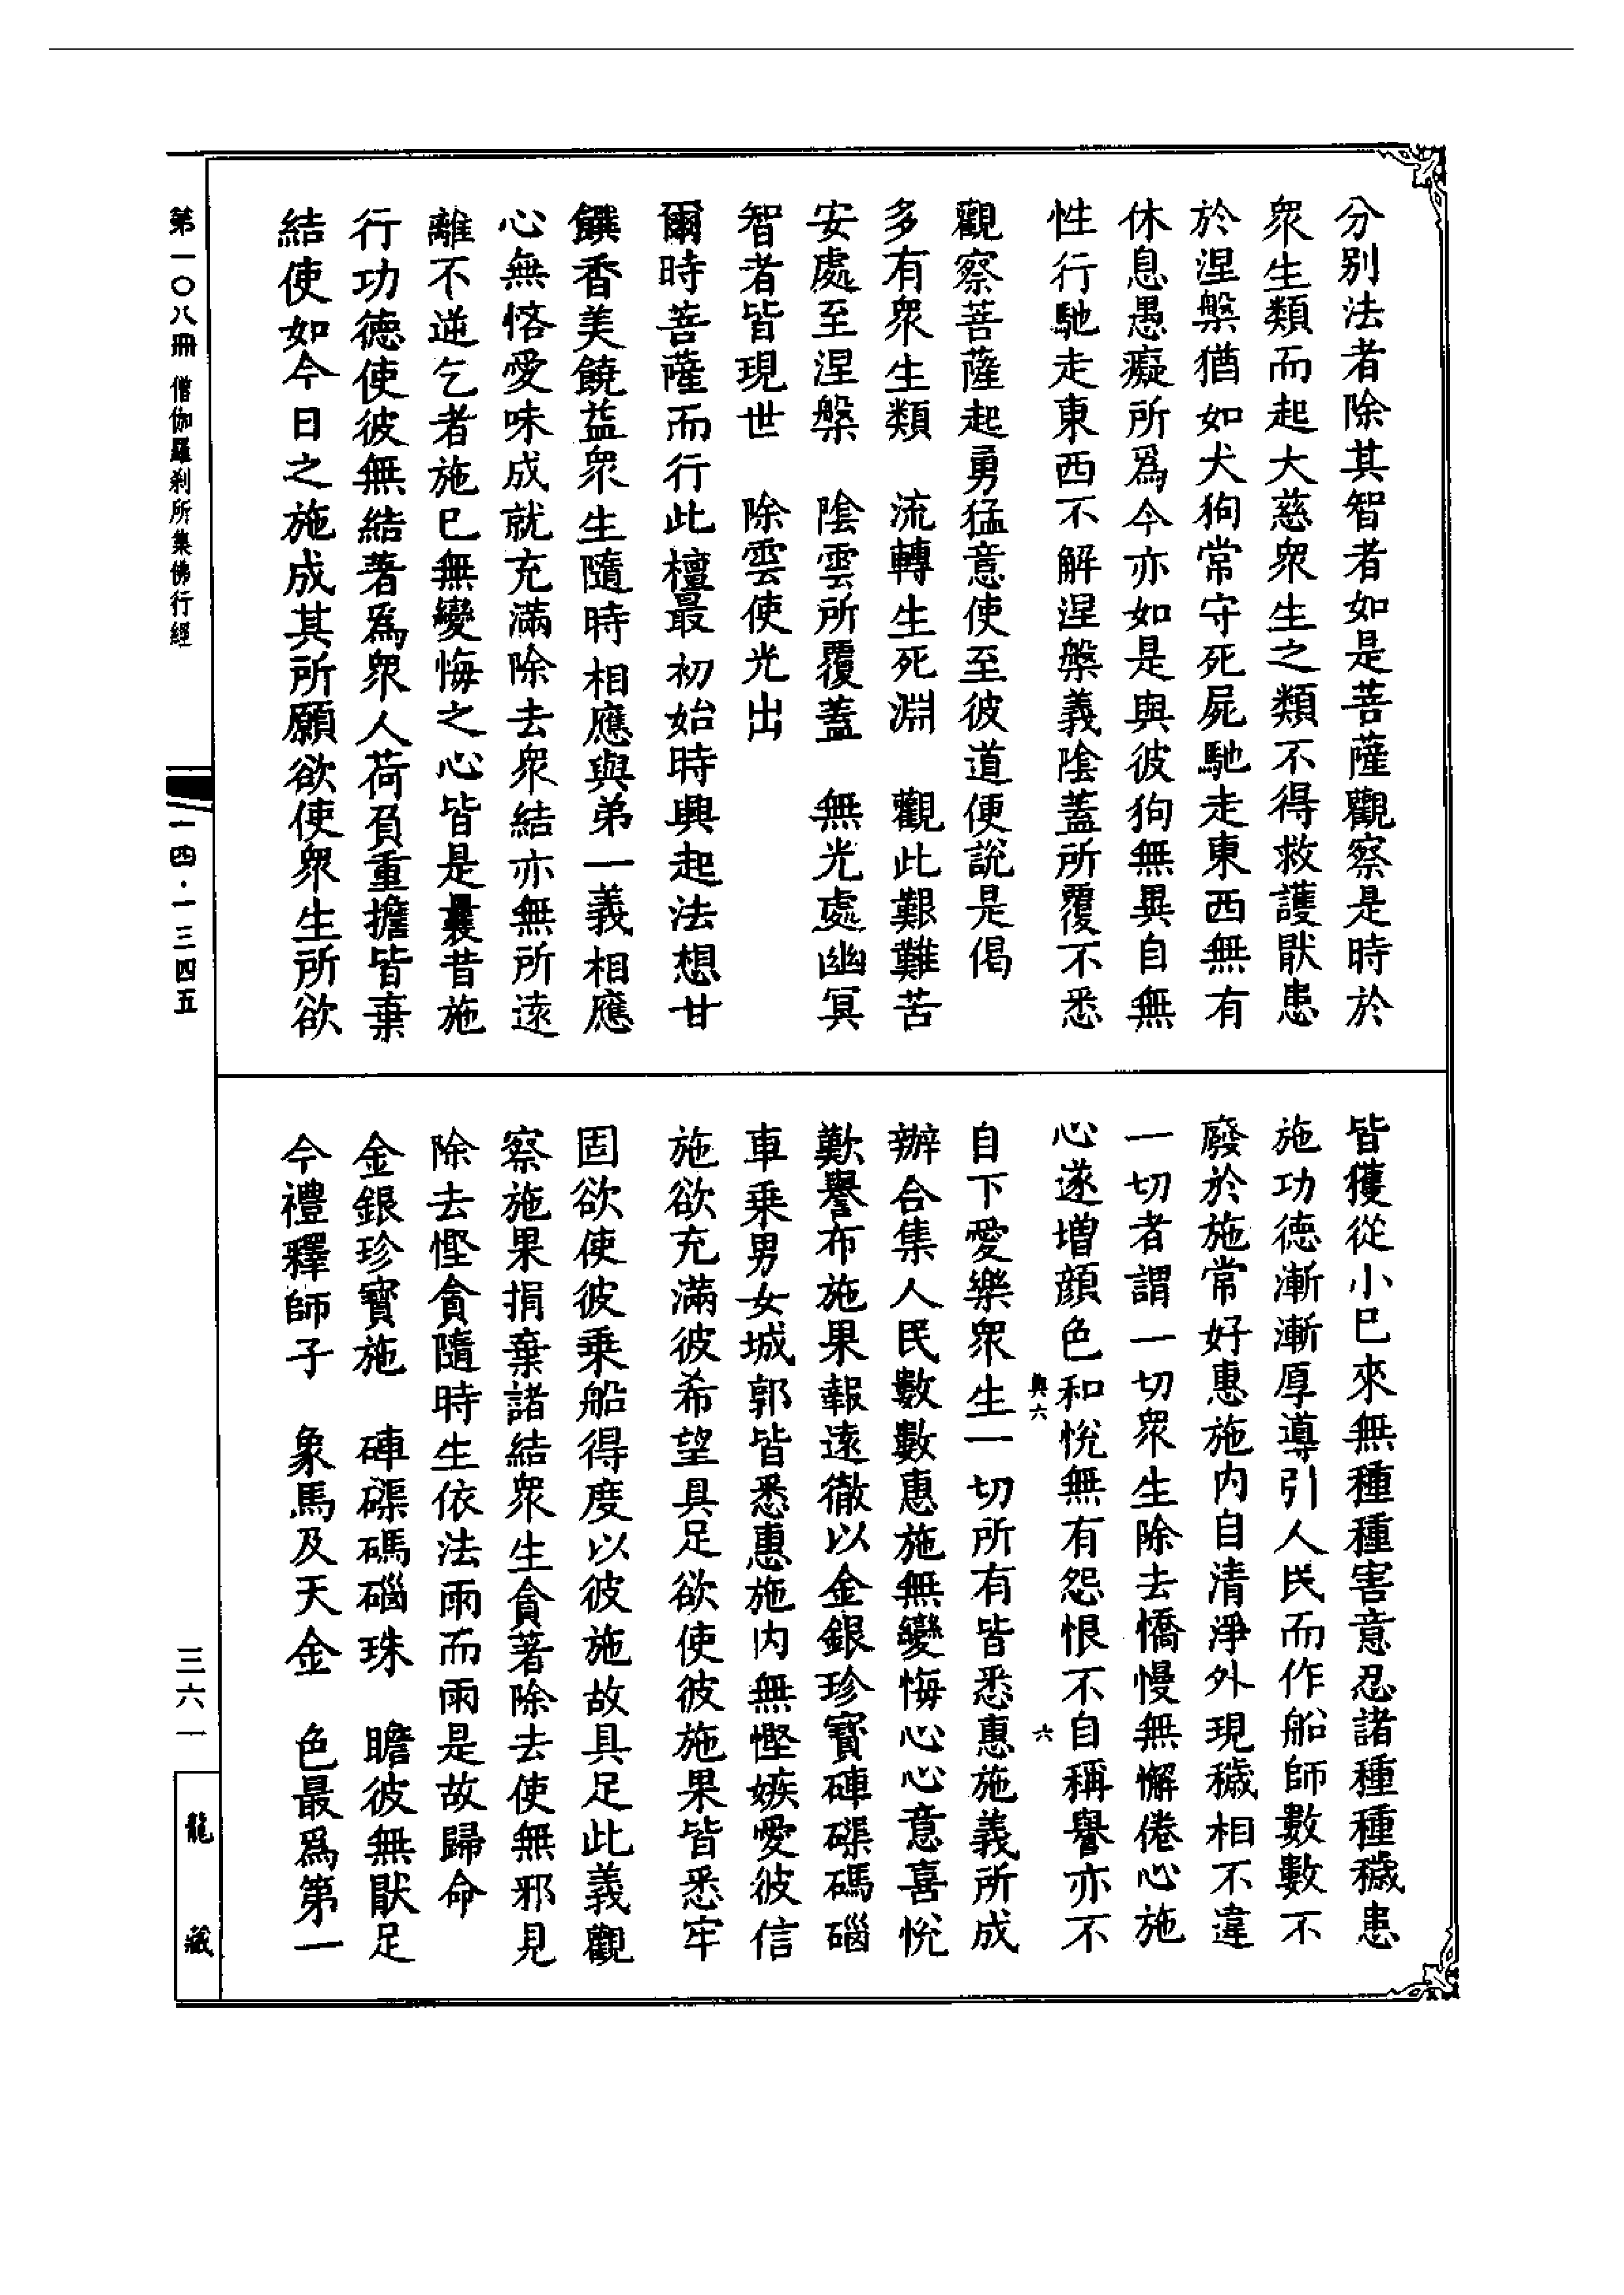 分別法者除其智者如是菩薩觀察是時於
衆生類而起大慈衆生之類不得救護猒患
於涅槃猶如犬狗常守死屍馳走東西無有
休息愚癡所爲今亦如是與彼狗無異自無
性行馳走東西不解涅槃義陰蓋所覆不悉
觀察菩薩起勇猛意使至彼道便說是偈
多有衆生類　流轉生死淵　觀此艱難苦
安處至涅槃　陰雲所覆蓋　無光處幽冥
智者皆現世　除雲使光出
爾時菩薩而行此檀最初始時興起法想甘
饌香美饒益衆生隨時相應與弟一義相應
心無悋愛味成就充滿除去衆結亦無所遠
離不逆乞者施已無變悔之心皆是曩昔施
行功德使彼無結著爲衆人荷負重擔皆棄
結使如今日之施成其所願欲使衆生所欲
皆獲從小已來無種種害意忍諸種種穢患
施功德漸漸厚導引人民而作船師數數不
廢於施常好惠施内自清淨外現穢相不違
一切者謂一切衆生除去憍慢無懈倦心施
心遂增顔色和悅無有怨恨不自稱譽亦不
興六
六
自下愛樂衆生一切所有皆悉惠施義所成
辦合集人民數數惠施無變悔心心意喜悅
歎譽布施果報遠徹以金銀珍寳硨磲碼碯
車乗男女城郭皆悉惠施内無慳嫉愛彼信
施欲充滿彼希望具足欲使彼施果皆悉牢
固欲使彼乗船得度以彼施故具足此義觀
察施果捐棄諸結衆生貪著除去使無邪見
除去慳貪隨時生依法雨而雨是故歸命
金銀珍寳施　硨磲碼碯珠　瞻彼無猒足
今禮釋師子　象馬及天金　色最爲第一
第一〇八冊　僧伽羅刹所集佛行經
一四·一三四五
三六一
龍藏